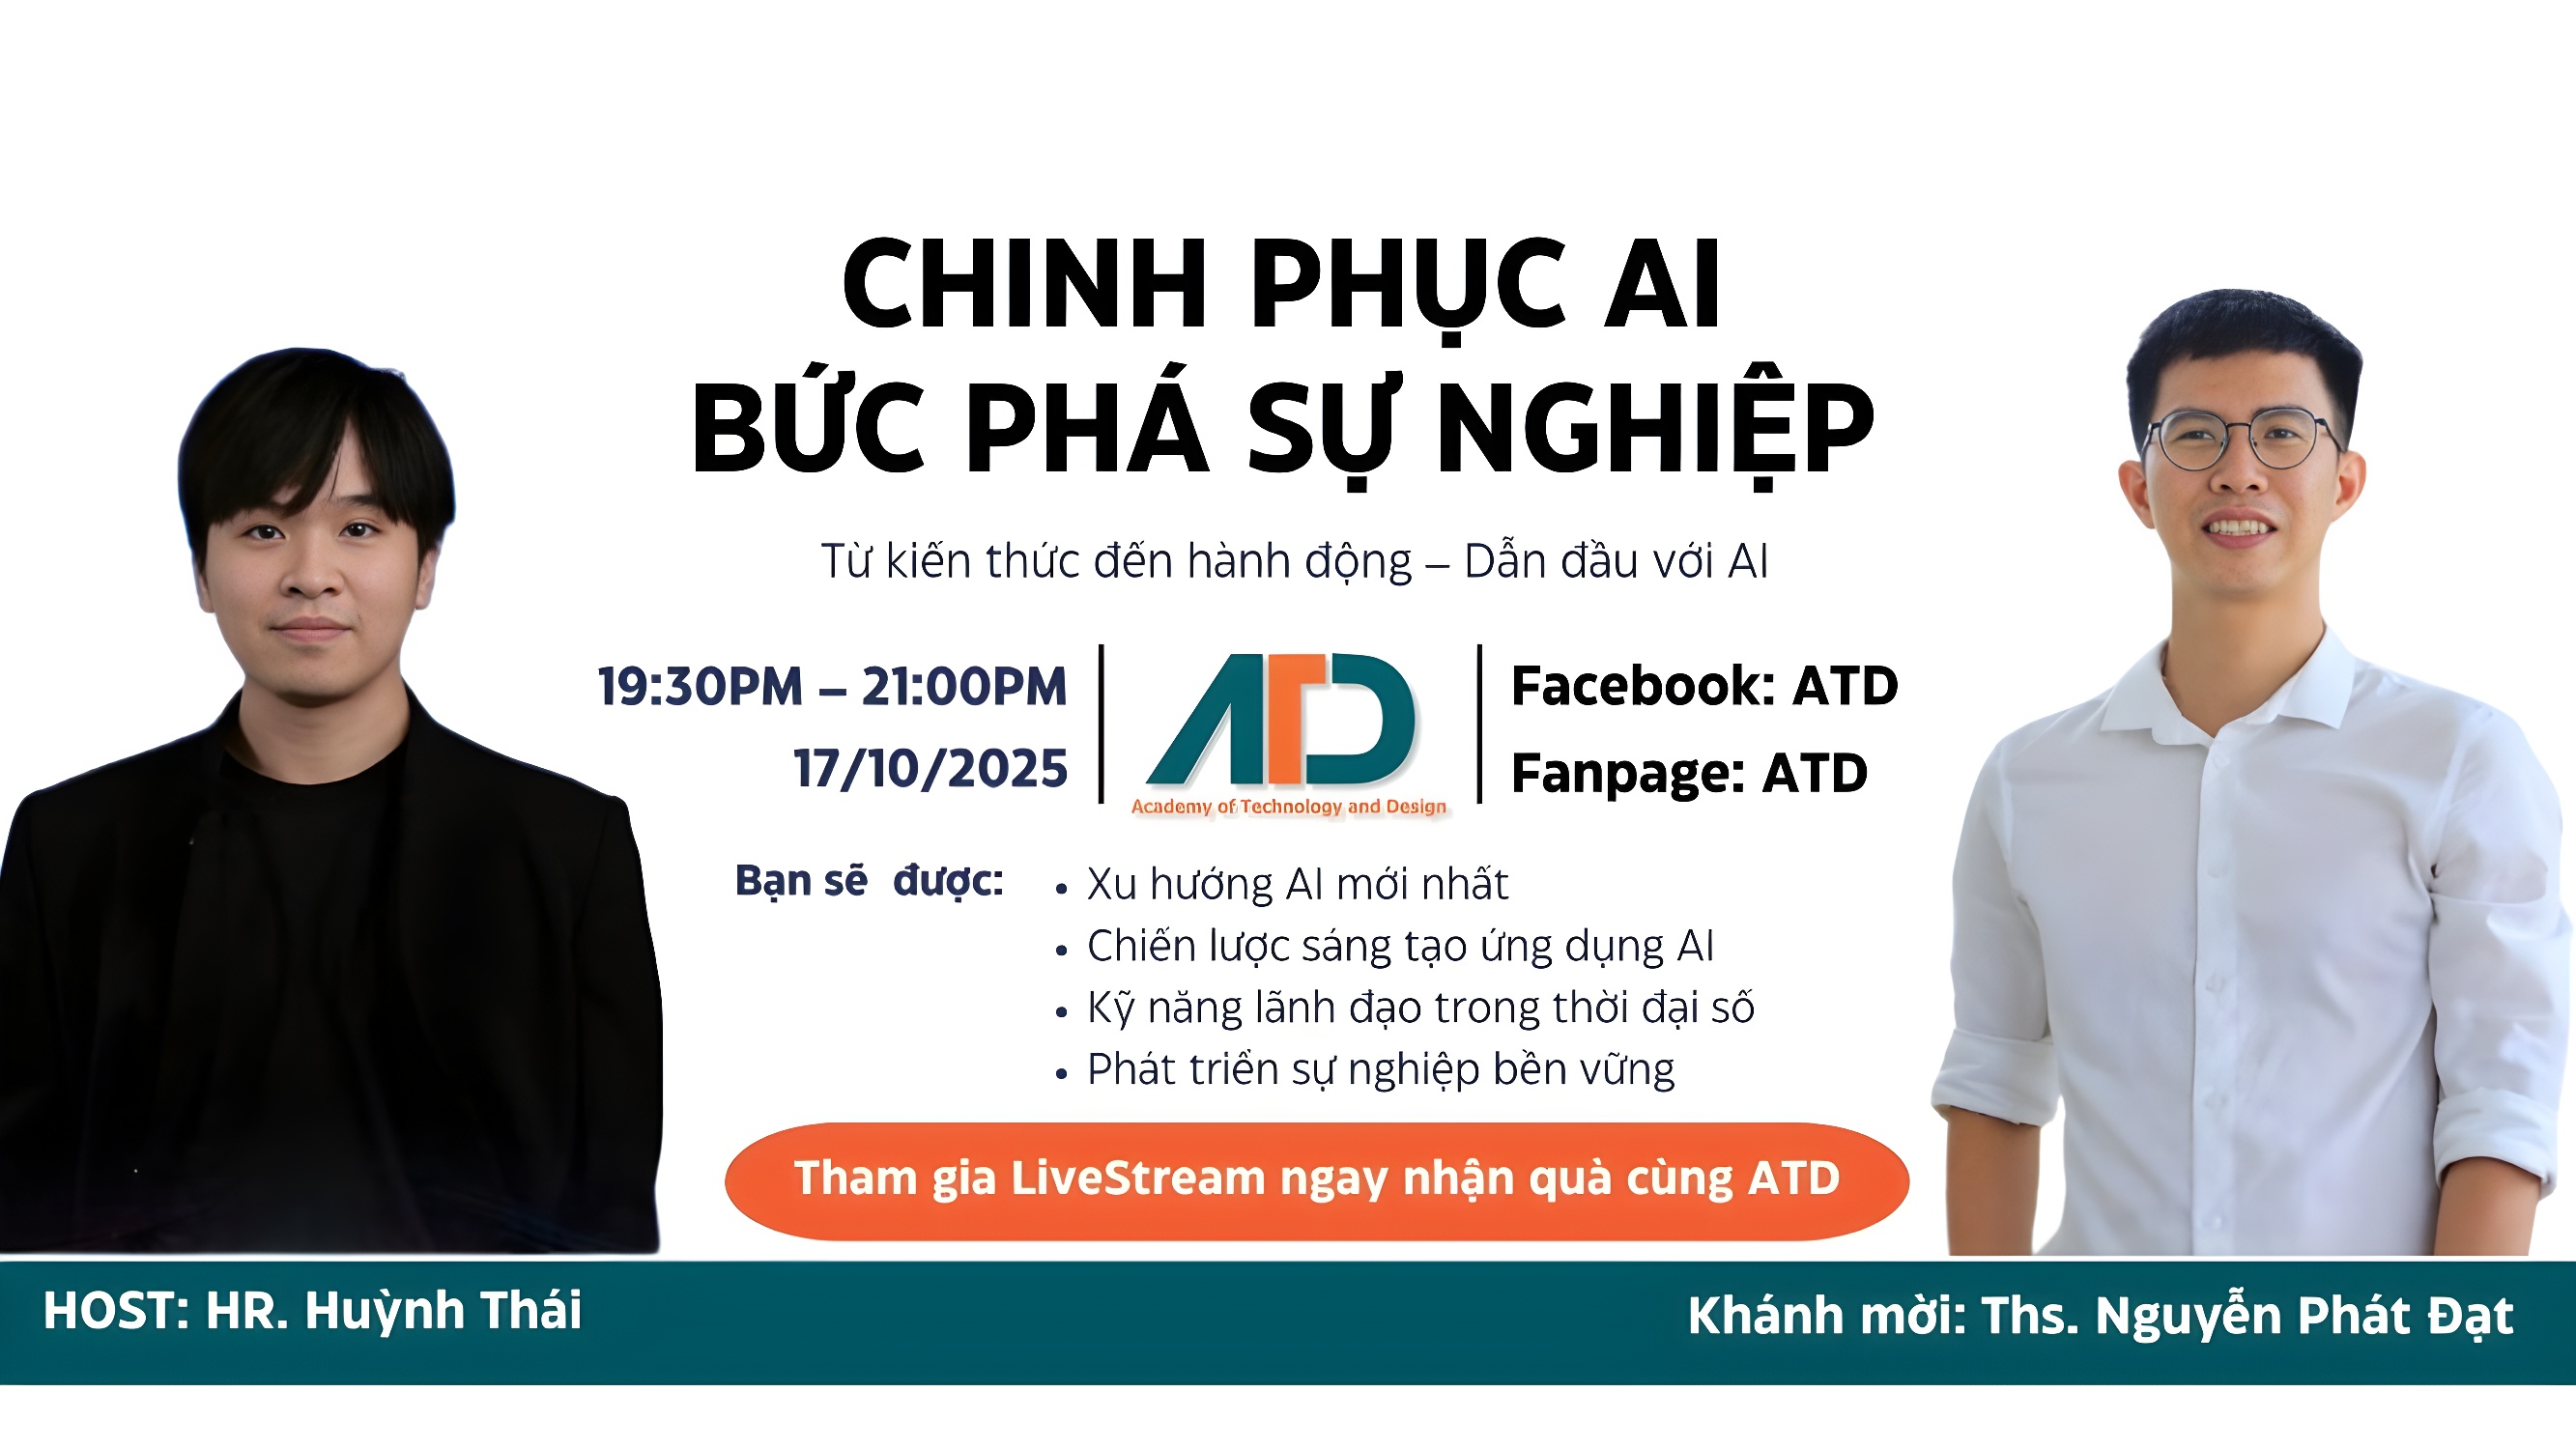 CHINH PHỤC AI
BỨC PHÁ SỰ NGHIỆP
Từ kiến thức đến hành động – Dẫn đầu với AI
19:30PM – 21:00PM
17/10/2025
ATD
Academy of Technology and Design
Facebook: ATD
Fanpage: ATD
Bạn sẽ được:
• Xu hướng AI mới nhất
• Chiến lược sáng tạo ứng dụng AI
• Kỹ năng lãnh đạo trong thời đại số
• Phát triển sự nghiệp bền vững
Tham gia LiveStream ngay nhận quà cùng ATD
HOST: HR. Huỳnh Thái
Khánh mời: Ths. Nguyễn Phát Đạt